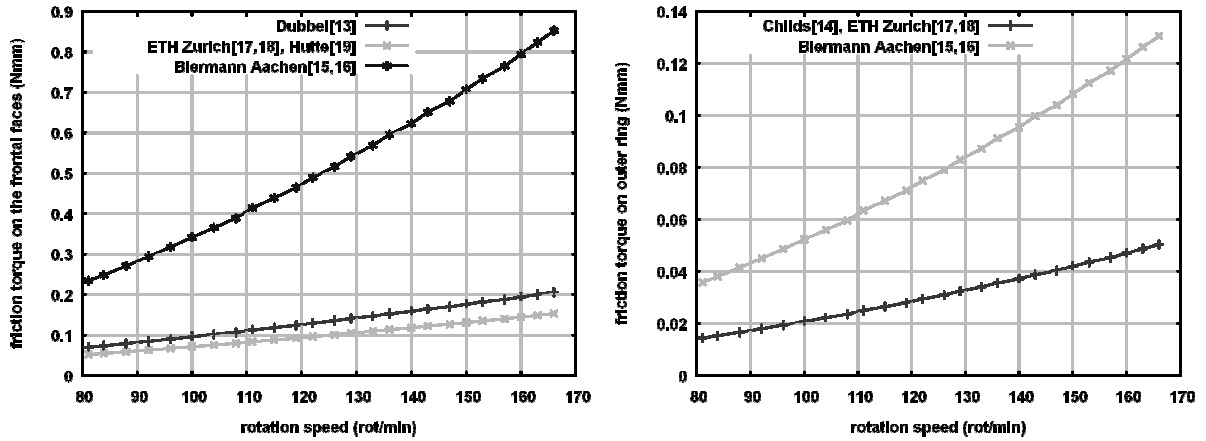 friction torque on the frontal faces (Nmm)
0.9
0.8
0.7
0.6
0.5
0.4
0.3
0.2
0.1
0
Dubbel[13]
ETH Zurich[17,18], Hutte[19]
Biermann Aachen[15,16]
80 90 100 110 120 130 140 150 160 170
rotation speed (rot/min)
friction torque on outer ring (Nmm)
0.14
0.12
0.1
0.08
0.06
0.04
0.02
0
Childs[14], ETH Zurich[17,18]
Biermann Aachen[15,16]
80 90 100 110 120 130 140 150 160 170
rotation speed (rot/min)